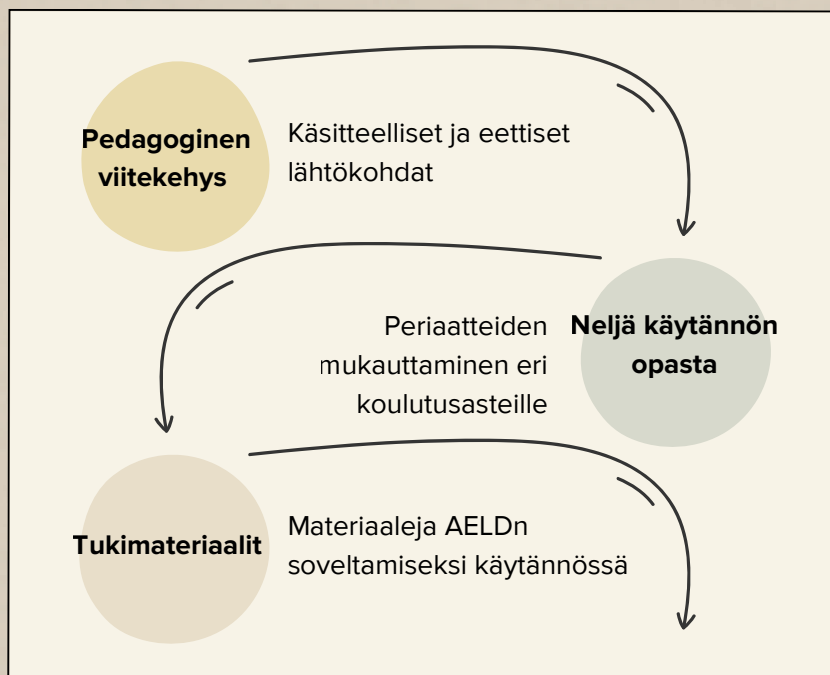 Pedagoginen
viitekehys
Käsitteelliset ja eettiset
lähtökohdat
Periaatteiden
mukauttaminen eri
koulutusasteille
Neljä käytännön
opasta
Tukimateriaalit
Materiaaleja AELDn
soveltamiseksi käytännössä